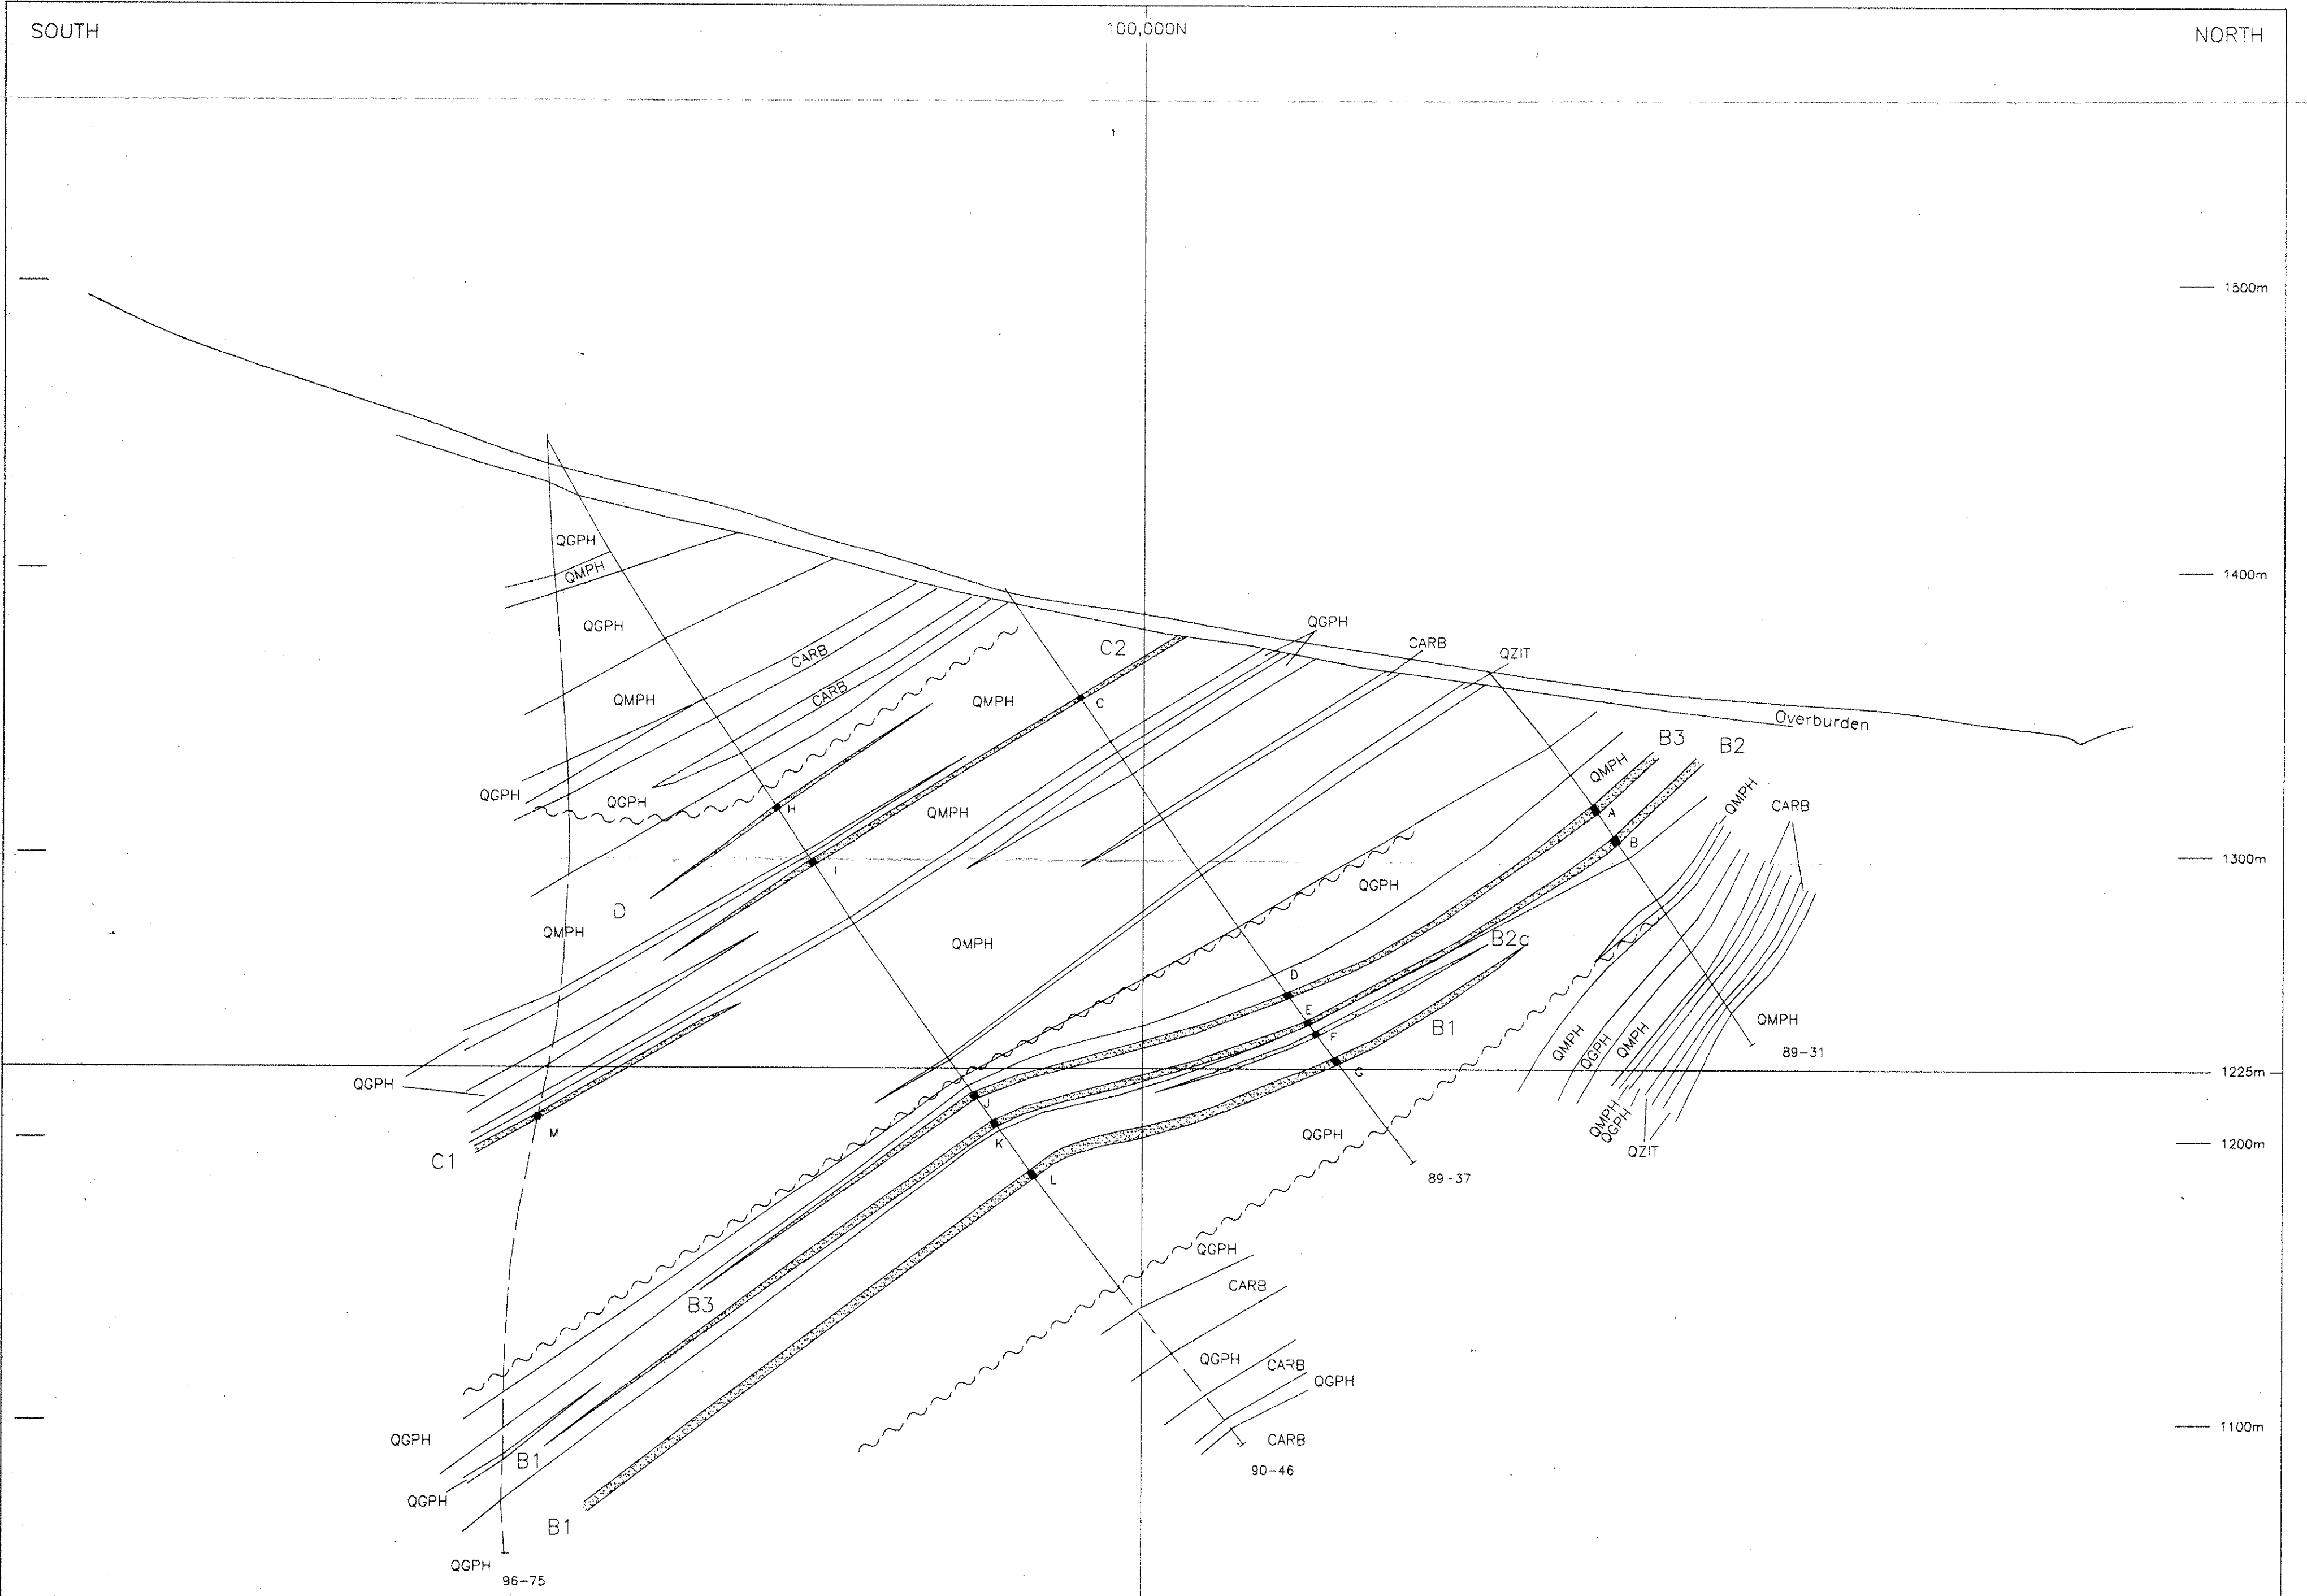 SOUTH
100,000N
NORTH
1500m
QGPH
QMPH
1400m
QGPH
QGPH
C2
CARB
QZIT
CARB
QMPH
CARB
QMPH
C
Overburden
B3
B2
QMPH
QGPH
QGPH
H
QMPH
A
QMPH
CARB
B
I
1300m
QGPH
D
QMPH
QMPH
B2a
D
E
F
B1
QMPH
QGPH
QMPH
QMPH
89-31
G
1225m
QGPH
J
M
K
QMPH
QGPH
QGPH
1200m
QZIT
C1
L
89-37
QGPH
CARB
B3
QGPH
CARB
QGPH
1100m
QGPH
CARB
B1
90-46
QGPH
B1
QGPH
96-75